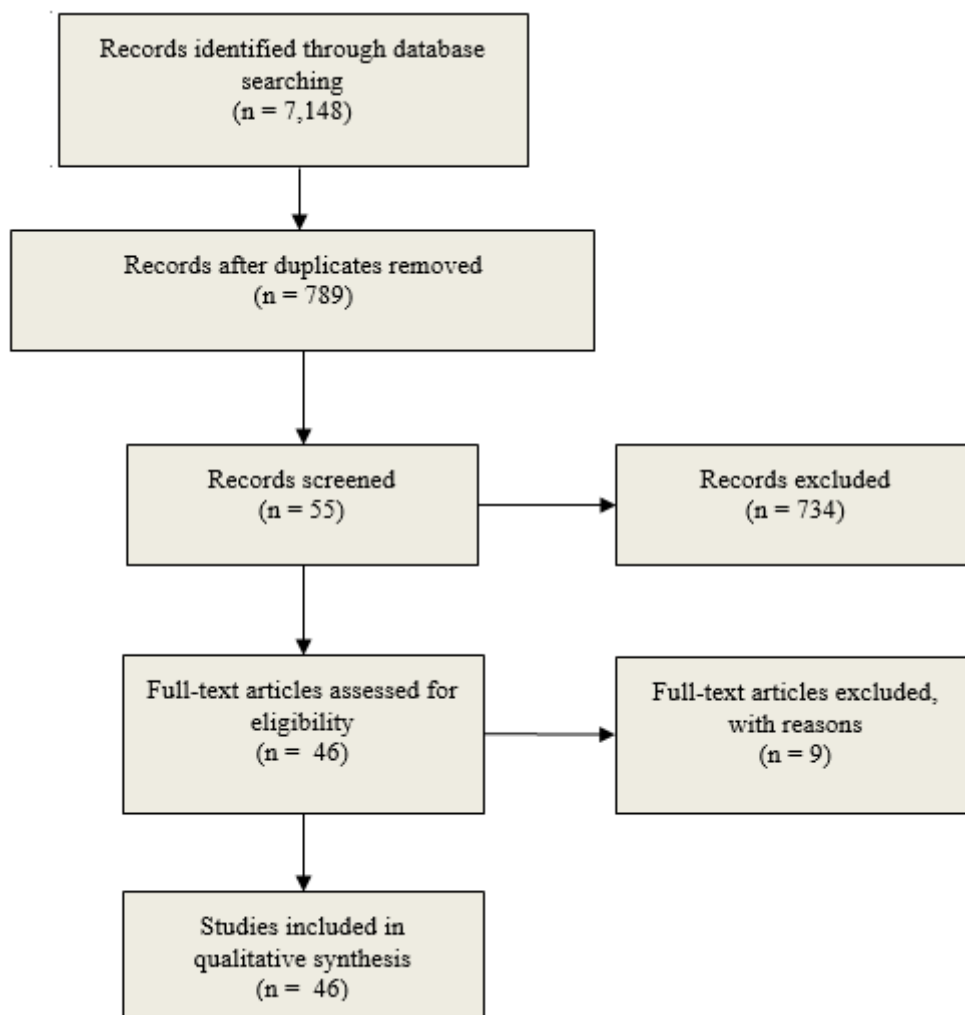 Records identified through database
searching
(n = 7,148)
Records after duplicates removed
(n = 789)
Records screened
(n = 55)
Records excluded
(n = 734)
Full-text articles assessed for
eligibility
(n = 46)
Full-text articles excluded,
with reasons
(n = 9)
Studies included in
qualitative synthesis
(n = 46)